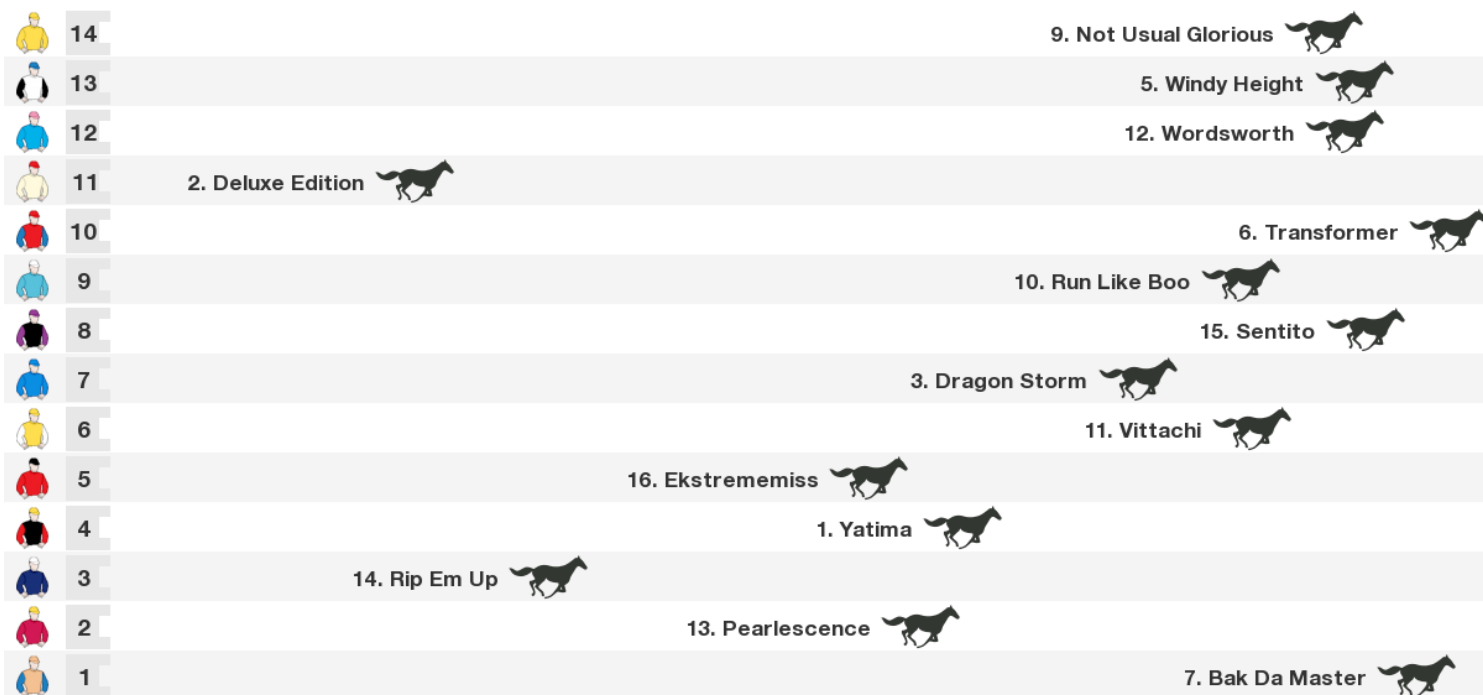 14 9. Not Usual Glorious
13 5. Windy Height
12 12. Wordsworth
11 2. Deluxe Edition
10 6. Transformer
9 10. Run Like Boo
8 15. Sentito
7 3. Dragon Storm
6 11. Vittachi
5 16. Ekstrememiss
4 1. Yatima
3 14. Rip Em Up
2 13. Pearlescence
1 7. Bak Da Master